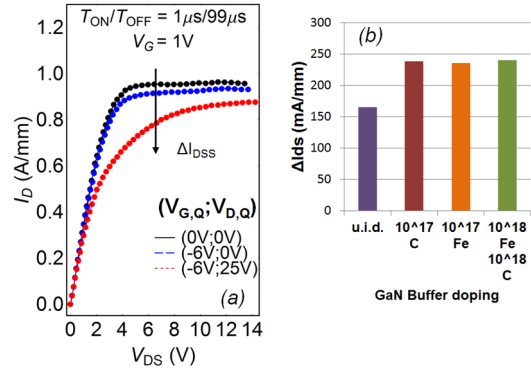 T_ON/T_OFF = 1μs/99μs
V_G = 1V
(a)
I_D (A/mm)
1.2
1.0
0.8
0.6
0.4
0.2
0.0
ΔI_DSS
(V_G,Q;V_D,Q)
(0V;0V)
(-6V;0V)
(-6V;25V)
0 2 4 6 8 10 12 14
V_DS (V)
(b)
ΔIds (mA/mm)
300
250
200
150
100
50
0
u.i.d.
10^17
C
10^17
Fe
10^18
Fe
10^18
C
GaN Buffer doping